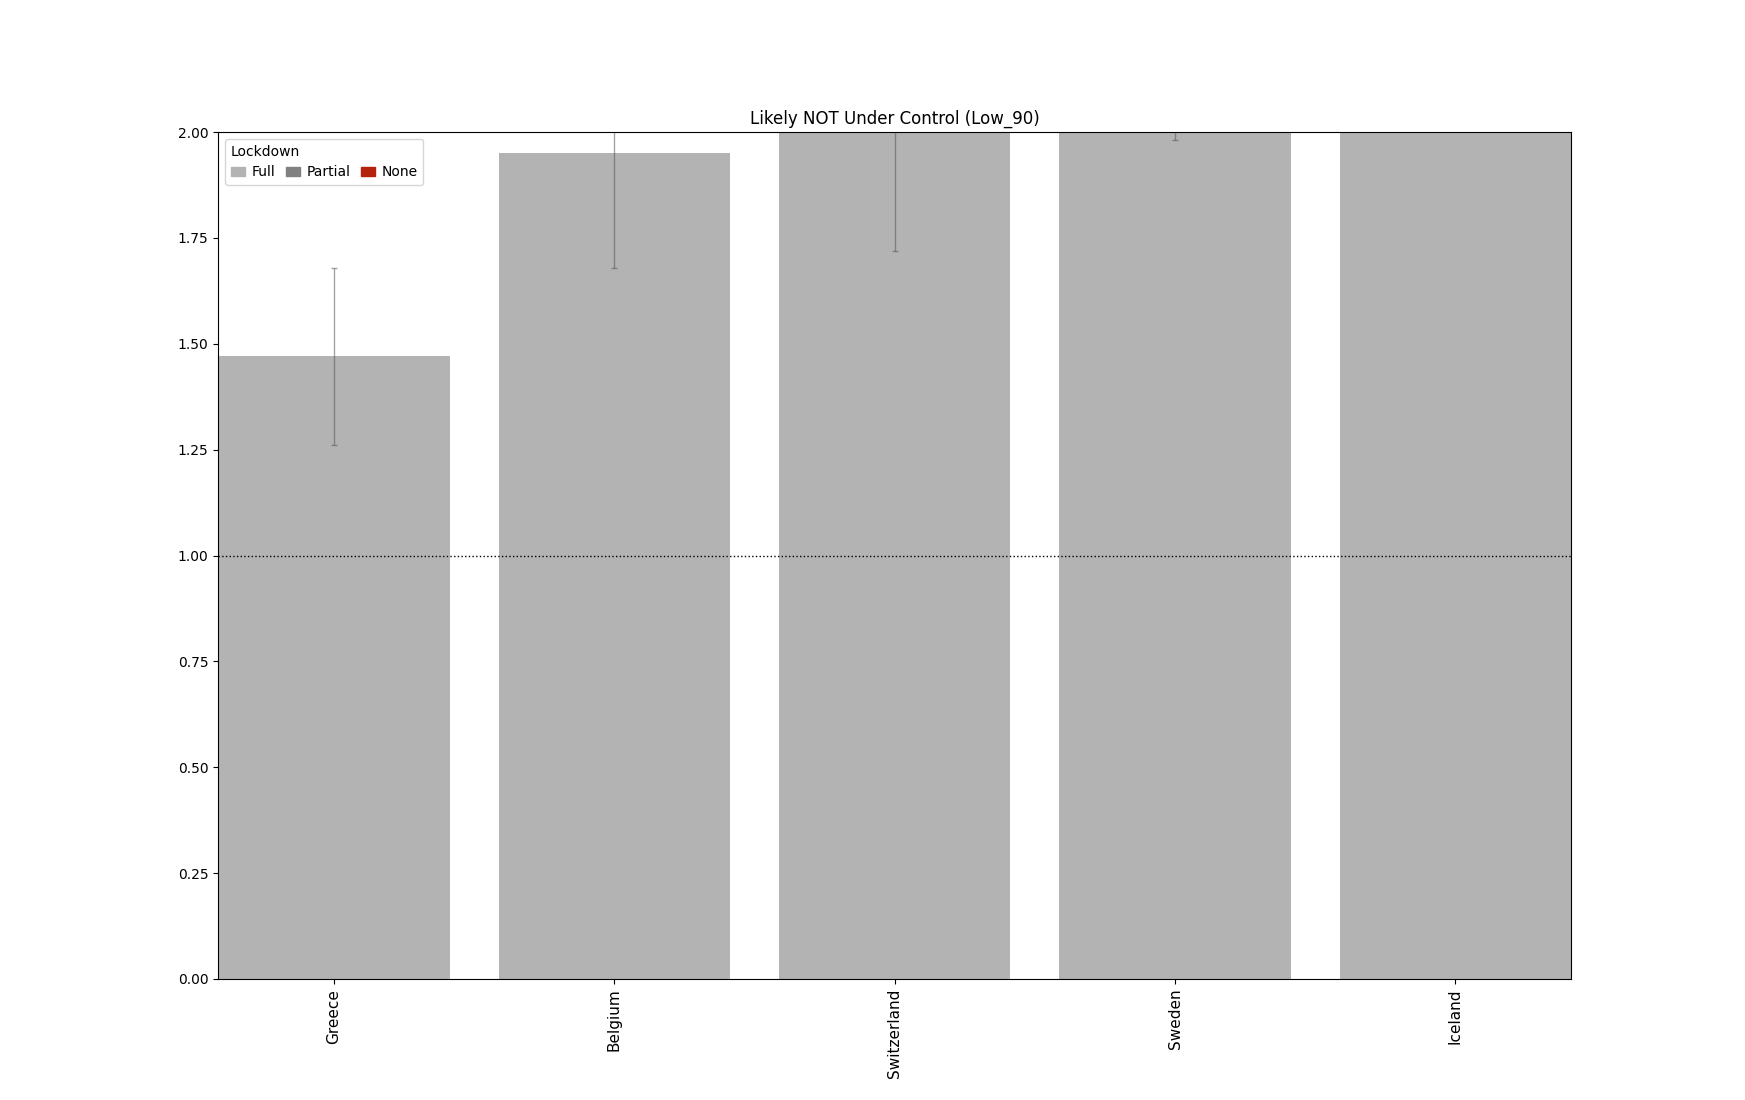 Likely NOT Under Control (Low_90)
2.00
1.75
1.50
1.25
1.00
0.75
0.50
0.25
0.00
Lockdown
Full Partial None
Greece
Belgium
Switzerland
Sweden
Iceland